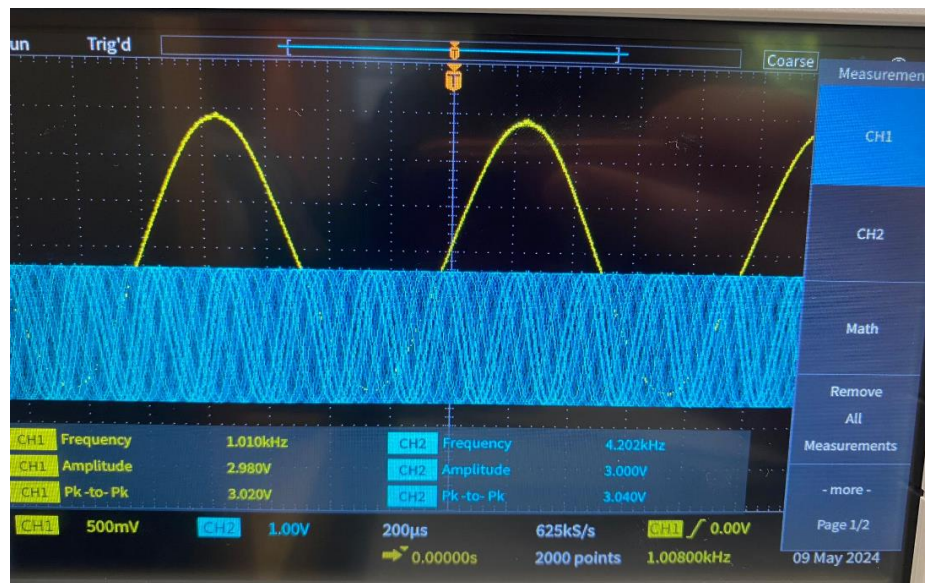 un Trig'd
T
T
Coarse
Measuremen
CH1
CH2
Math
Remove
All
Measurements
- more -
Page 1/2
CH1 Frequency 1.010kHz CH2 Frequency 4.202kHz
CH1 Amplitude 2.980V CH2 Amplitude 3.000V
CH1 Pk-to-Pk 3.020V CH2 Pk-to-Pk 3.040V
CH1 500mV CH2 1.00V 200μs 625kS/s CH1 0.00V
0.00000s 2000 points 1.00800kHz 09 May 2024